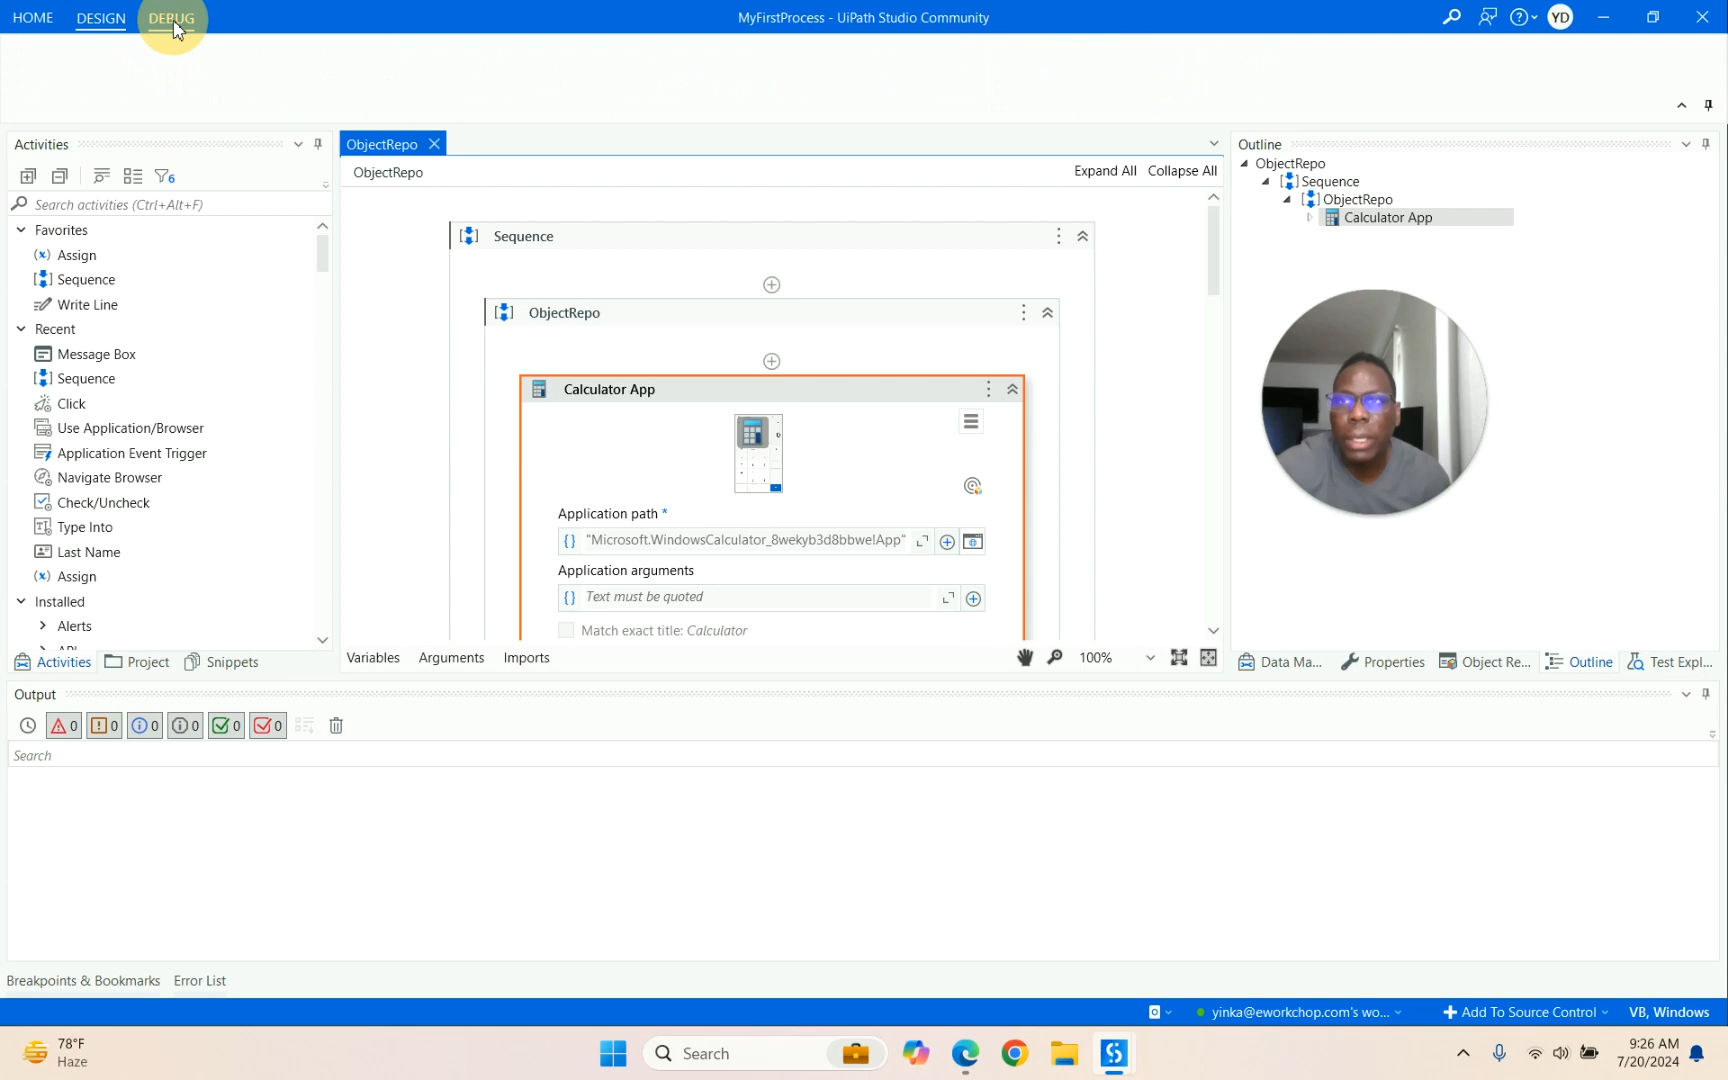 HOME DESIGN DEBUG MyFirstProcess - UiPath Studio Community YD
Activities
Search activities (Ctrl+Alt+F)
Favorites
Assign
Sequence
Write Line
Recent
Message Box
Sequence
Click
Use Application/Browser
Application Event Trigger
Navigate Browser
Check/Uncheck
Type Into
Last Name
Assign
Installed
Alerts
Activities Project Snippets
ObjectRepo
ObjectRepo Expand All Collapse All
Sequence
ObjectRepo
Calculator App
Application path *
"Microsoft.WindowsCalculator_8wekyb3d8bbwe!App"
Application arguments
Text must be quoted
Match exact title: Calculator
Variables Arguments Imports 100%
Outline
ObjectRepo
Sequence
ObjectRepo
Calculator App
Data Ma... Properties Object Re... Outline Test Expl...
Output
0 0 0 0 0 0
Search
Breakpoints & Bookmarks Error List
yinka@eworkchop.com's wo... Add To Source Control VB, Windows
78°F
Haze
Search
9:26 AM
7/20/2024